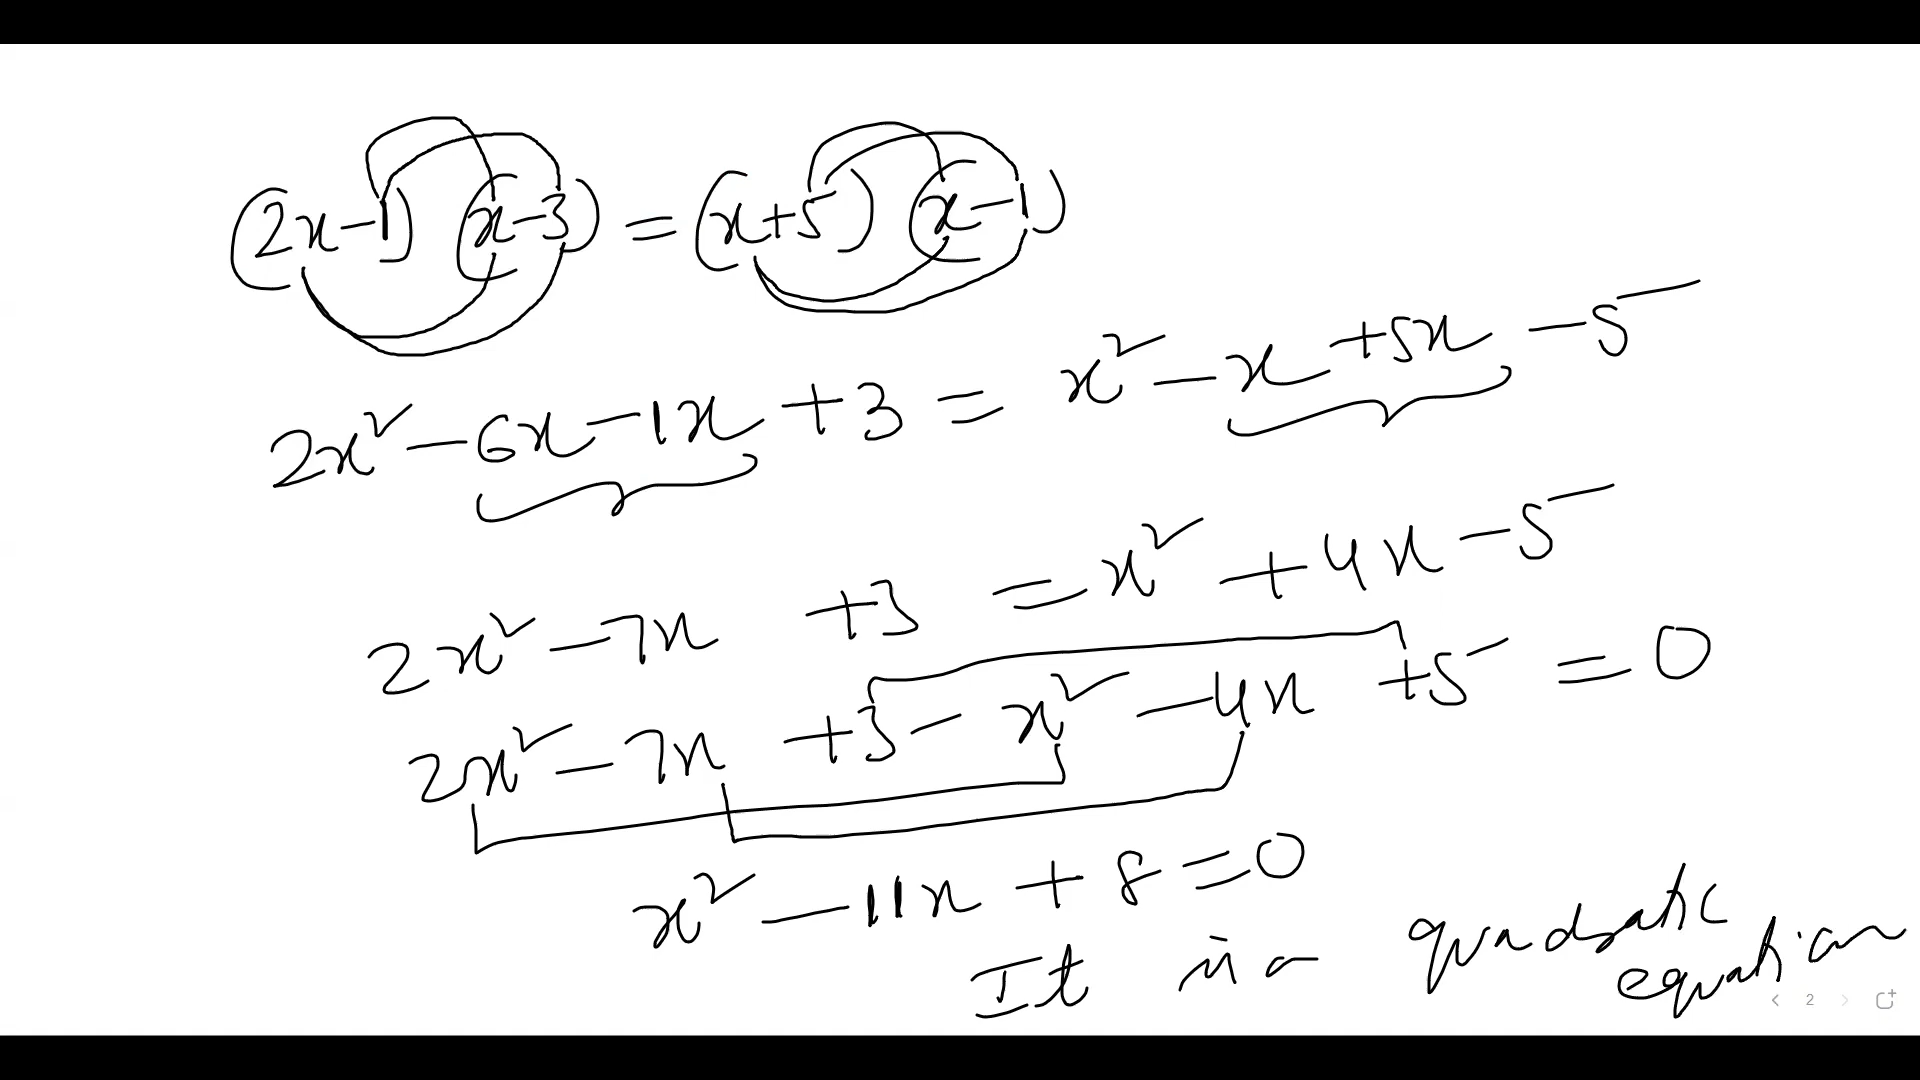 (2x-1) (x-3) = (x+5) (x-1)
2x² - 6x - 1x + 3 = x² - x + 5x - 5
2x² - 7x + 3 = x² + 4x - 5
2x² - 7x + 3 - x² - 4x + 5 = 0
x² - 11x + 8 = 0
It is a quadratic
equation
2